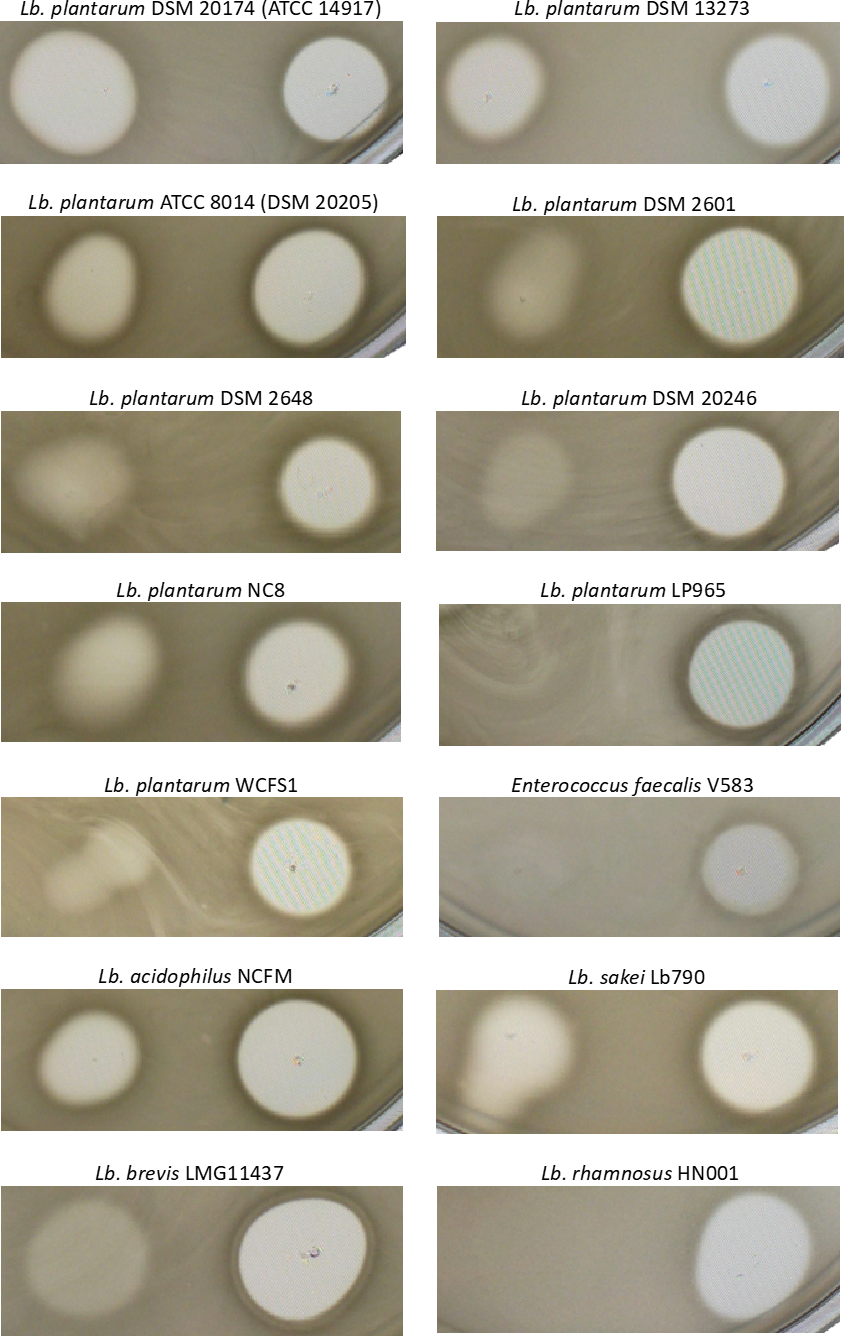 Lb. plantarum DSM 20174 (ATCC 14917)
Lb. plantarum DSM 13273
Lb. plantarum ATCC 8014 (DSM 20205)
Lb. plantarum DSM 2601
Lb. plantarum DSM 2648
Lb. plantarum DSM 20246
Lb. plantarum NC8
Lb. plantarum LP965
Lb. plantarum WCFS1
Enterococcus faecalis V583
Lb. acidophilus NCFM
Lb. sakei Lb790
Lb. brevis LMG11437
Lb. rhamnosus HN001